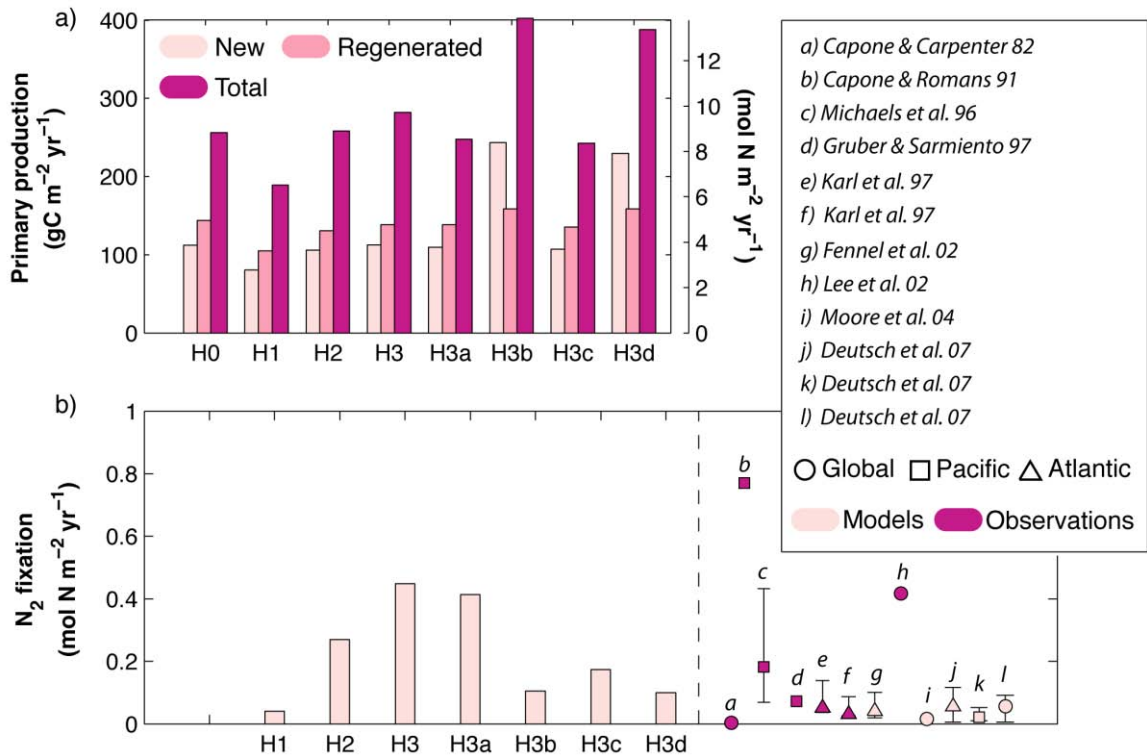 a)
400
300
200
100
0
Primary production
(gC m−2 yr−1)
New Regenerated
Total
12
10
8
6
4
2
0
(mol N m−2 yr−1)
H0 H1 H2 H3 H3a H3b H3c H3d
a) Capone & Carpenter 82
b) Capone & Romans 91
c) Michaels et al. 96
d) Gruber & Sarmiento 97
e) Karl et al. 97
f) Karl et al. 97
g) Fennel et al. 02
h) Lee et al. 02
i) Moore et al. 04
j) Deutsch et al. 07
k) Deutsch et al. 07
l) Deutsch et al. 07
Global Pacific Atlantic
Models Observations
b)
1
0.8
0.6
0.4
0.2
0
N2 fixation
(mol N m−2 yr−1)
H1 H2 H3 H3a H3b H3c H3d
a b c d e f g h i j k l